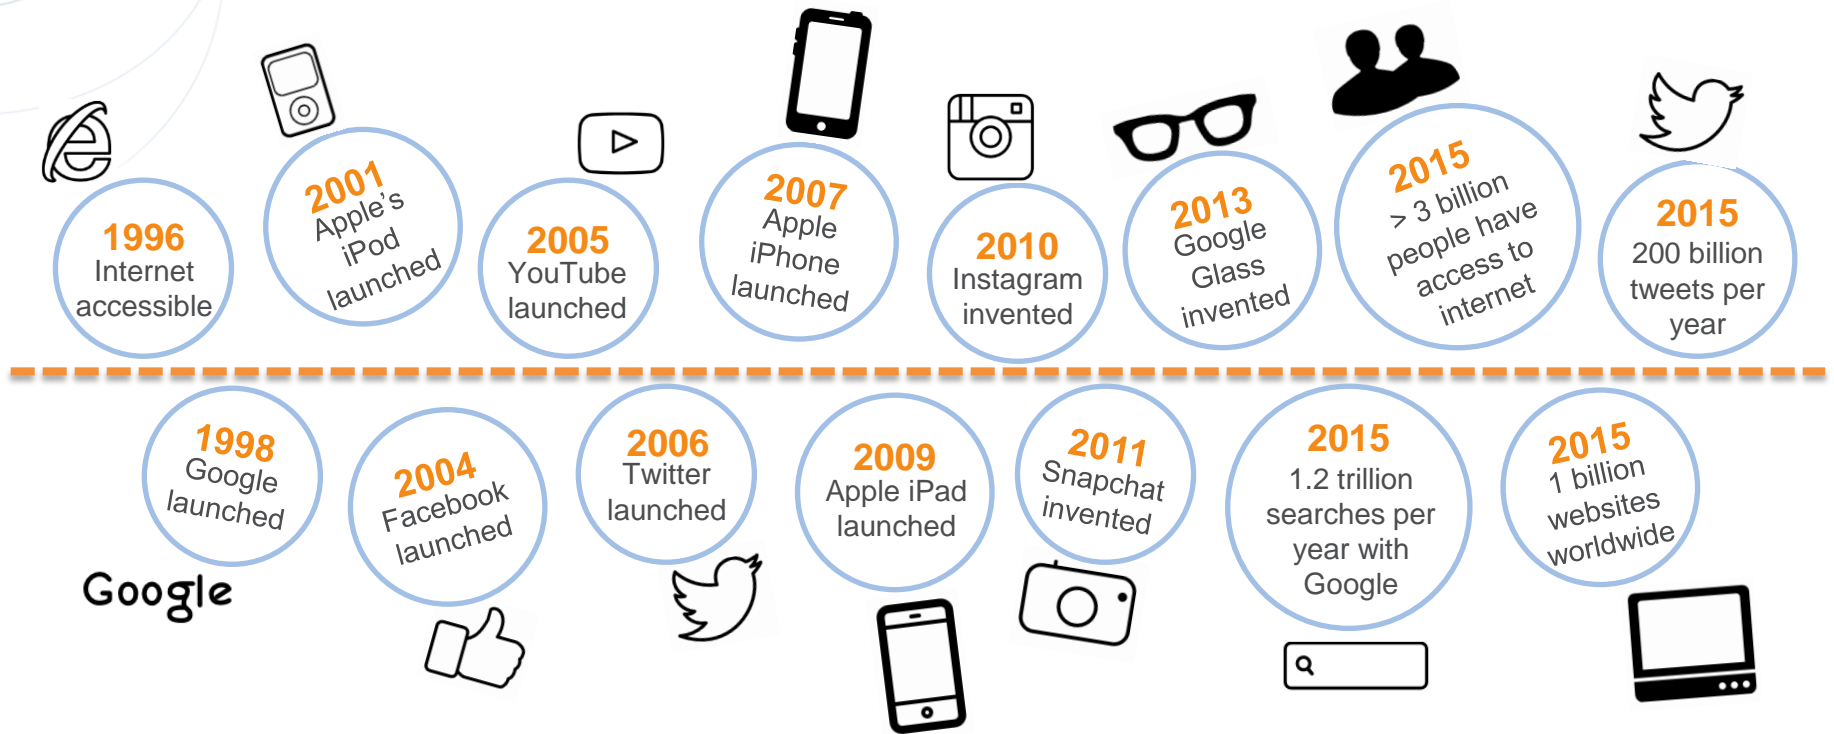 1996
Internet
accessible
2001
Apple's
iPod
launched
2005
YouTube
launched
2007
Apple
iPhone
launched
2010
Instagram
invented
2013
Google
Glass
invented
2015
> 3 billion
people have
access to
internet
2015
200 billion
tweets per
year
1998
Google
launched
Google
2004
Facebook
launched
2006
Twitter
launched
2009
Apple iPad
launched
2011
Snapchat
invented
2015
1.2 trillion
searches per
year with
Google
2015
1 billion
websites
worldwide